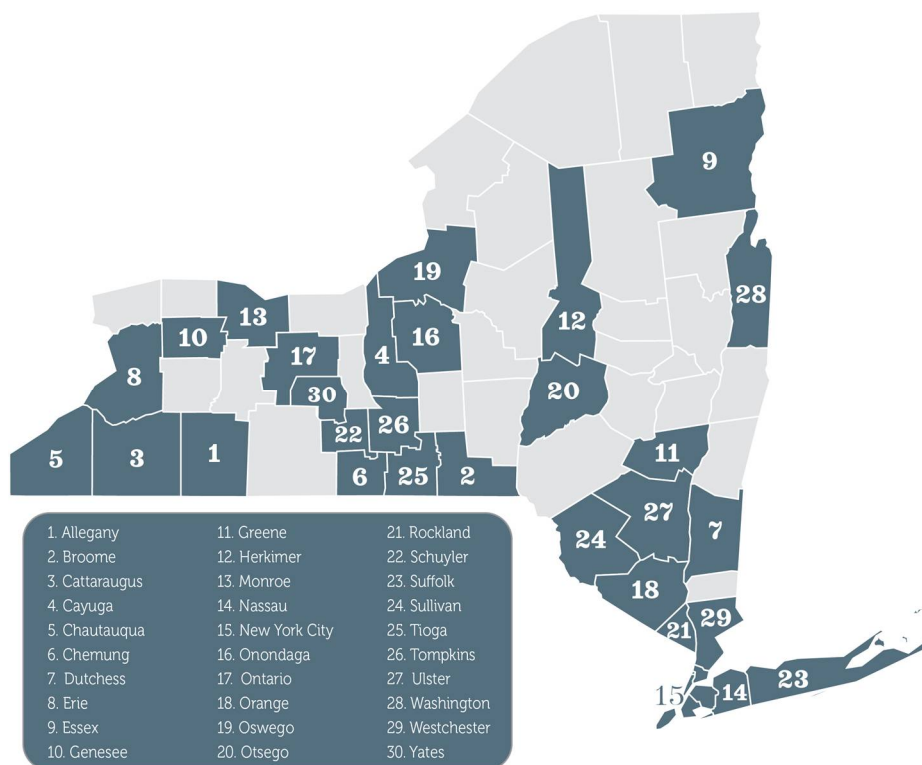 9
19
28
13
12
10
16
17
4
8
30
20
26
22
1
11
5
3
6
25
2
27
7
24
18
29
21
23
15
14
1. Allegany
2. Broome
3. Cattaraugus
4. Cayuga
5. Chautauqua
6. Chemung
7. Dutchess
8. Erie
9. Essex
10. Genesee
11. Greene
12. Herkimer
13. Monroe
14. Nassau
15. New York City
16. Onondaga
17. Ontario
18. Orange
19. Oswego
20. Otsego
21. Rockland
22. Schuyler
23. Suffolk
24. Sullivan
25. Tioga
26. Tompkins
27. Ulster
28. Washington
29. Westchester
30. Yates